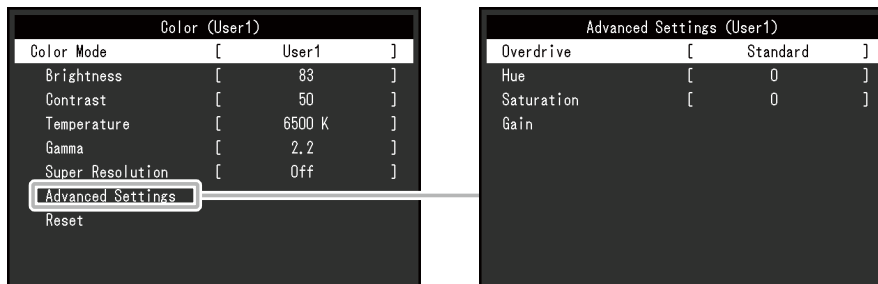 Color (User1)
Color Mode [ User1 ]
Brightness [ 83 ]
Contrast [ 50 ]
Temperature [ 6500 K ]
Gamma [ 2.2 ]
Super Resolution [ Off ]
Advanced Settings
Reset
Advanced Settings (User1)
Overdrive [ Standard ]
Hue [ 0 ]
Saturation [ 0 ]
Gain